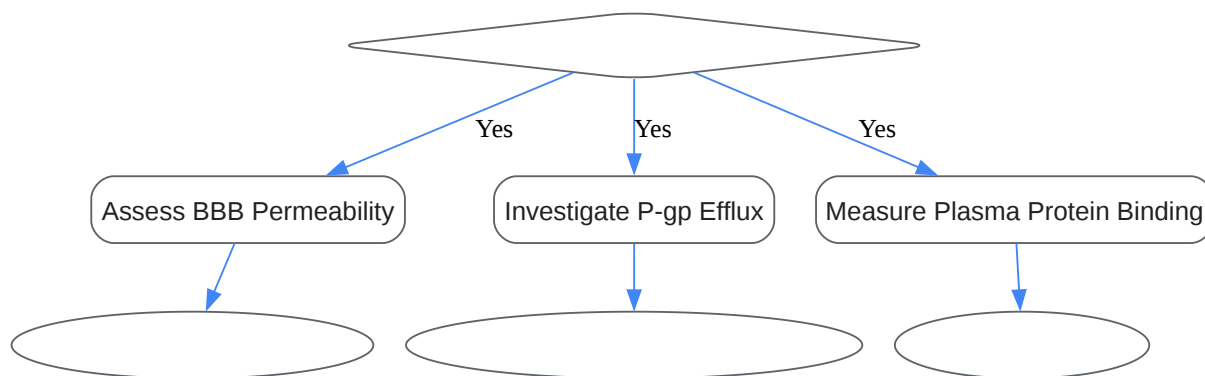 Yes
Yes
Yes
Assess BBB Permeability
Investigate P-gp Efflux
Measure Plasma Protein Binding